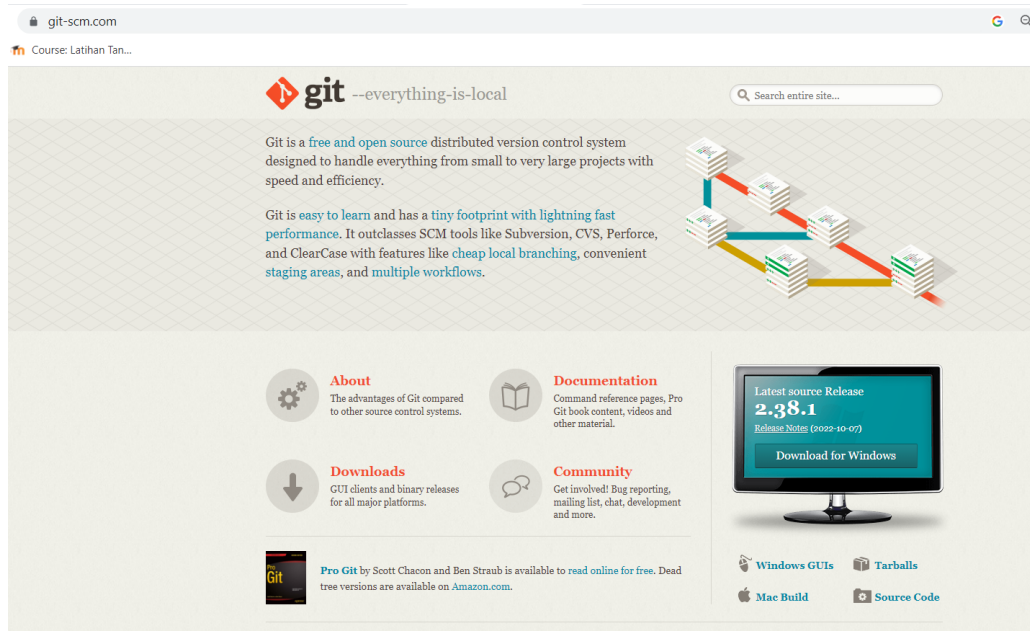 git-scm.com
Course: Latihan Tan...
git --everything-is-local
Search entire site...
Git is a free and open source distributed version control system
designed to handle everything from small to very large projects with
speed and efficiency.
Git is easy to learn and has a tiny footprint with lightning fast
performance. It outclasses SCM tools like Subversion, CVS, Perforce,
and ClearCase with features like cheap local branching, convenient
staging areas, and multiple workflows.
About
The advantages of Git compared
to other source control systems.
Documentation
Command reference pages, Pro
Git book content, videos and
other material.
Downloads
GUI clients and binary releases
for all major platforms.
Community
Get involved! Bug reporting,
mailing list, chat, development
and more.
Latest source Release
2.38.1
Release Notes (2022-10-07)
Download for Windows
Pro
Git
Pro Git by Scott Chacon and Ben Straub is available to read online for free. Dead
tree versions are available on Amazon.com.
Windows GUIs
Tarballs
Mac Build
Source Code